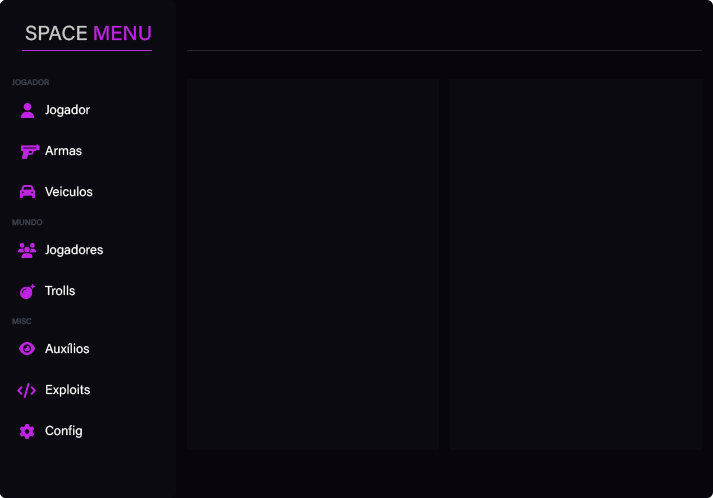 SPACE MENU
JOGADOR
Jogador
Armas
Veiculos
MUNDO
Jogadores
Trolls
MISC
Auxílios
Exploits
Config